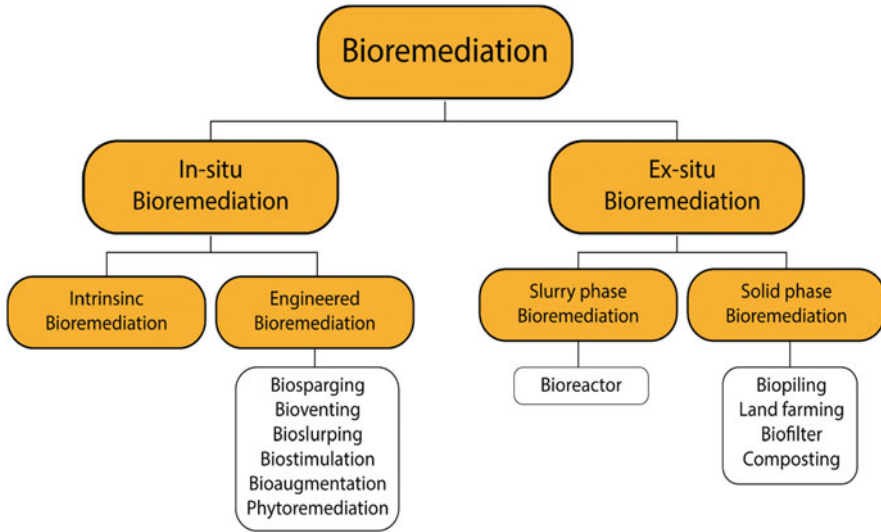 Bioremediation
In-situ
Bioremediation
Ex-situ
Bioremediation
Intrinsinc
Bioremediation
Engineered
Bioremediation
Slurry phase
Bioremediation
Solid phase
Bioremediation
Biosparging
Bioventing
Bioslurping
Biostimulation
Bioaugmentation
Phytoremediation
Bioreactor
Biopiling
Land farming
Biofilter
Composting